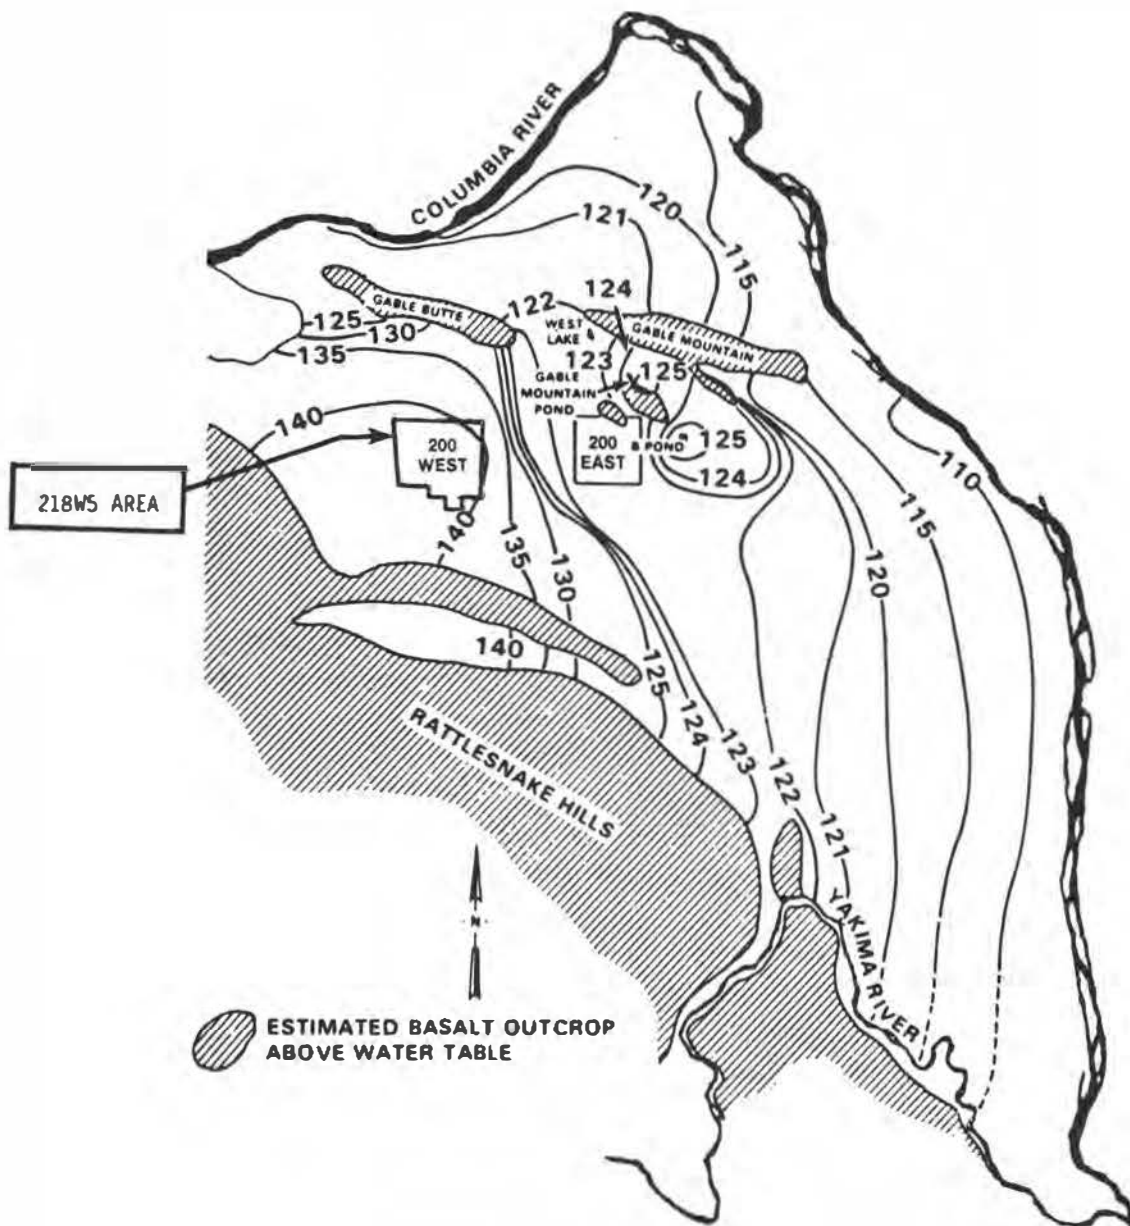 COLUMBIA RIVER
120
121
115
124
122
GABLE BUTTE
125
130
135
WEST
LAKE
GABLE MOUNTAIN
123
125
GABLE
MOUNTAIN
POND
140
200
WEST
200
EAST
B POND
125
124
110
218W5 AREA
115
140
135
130
120
140
125
124
123
122
121
RATTLESNAKE HILLS
YAKIMA RIVER
N
ESTIMATED BASALT OUTCROP
ABOVE WATER TABLE